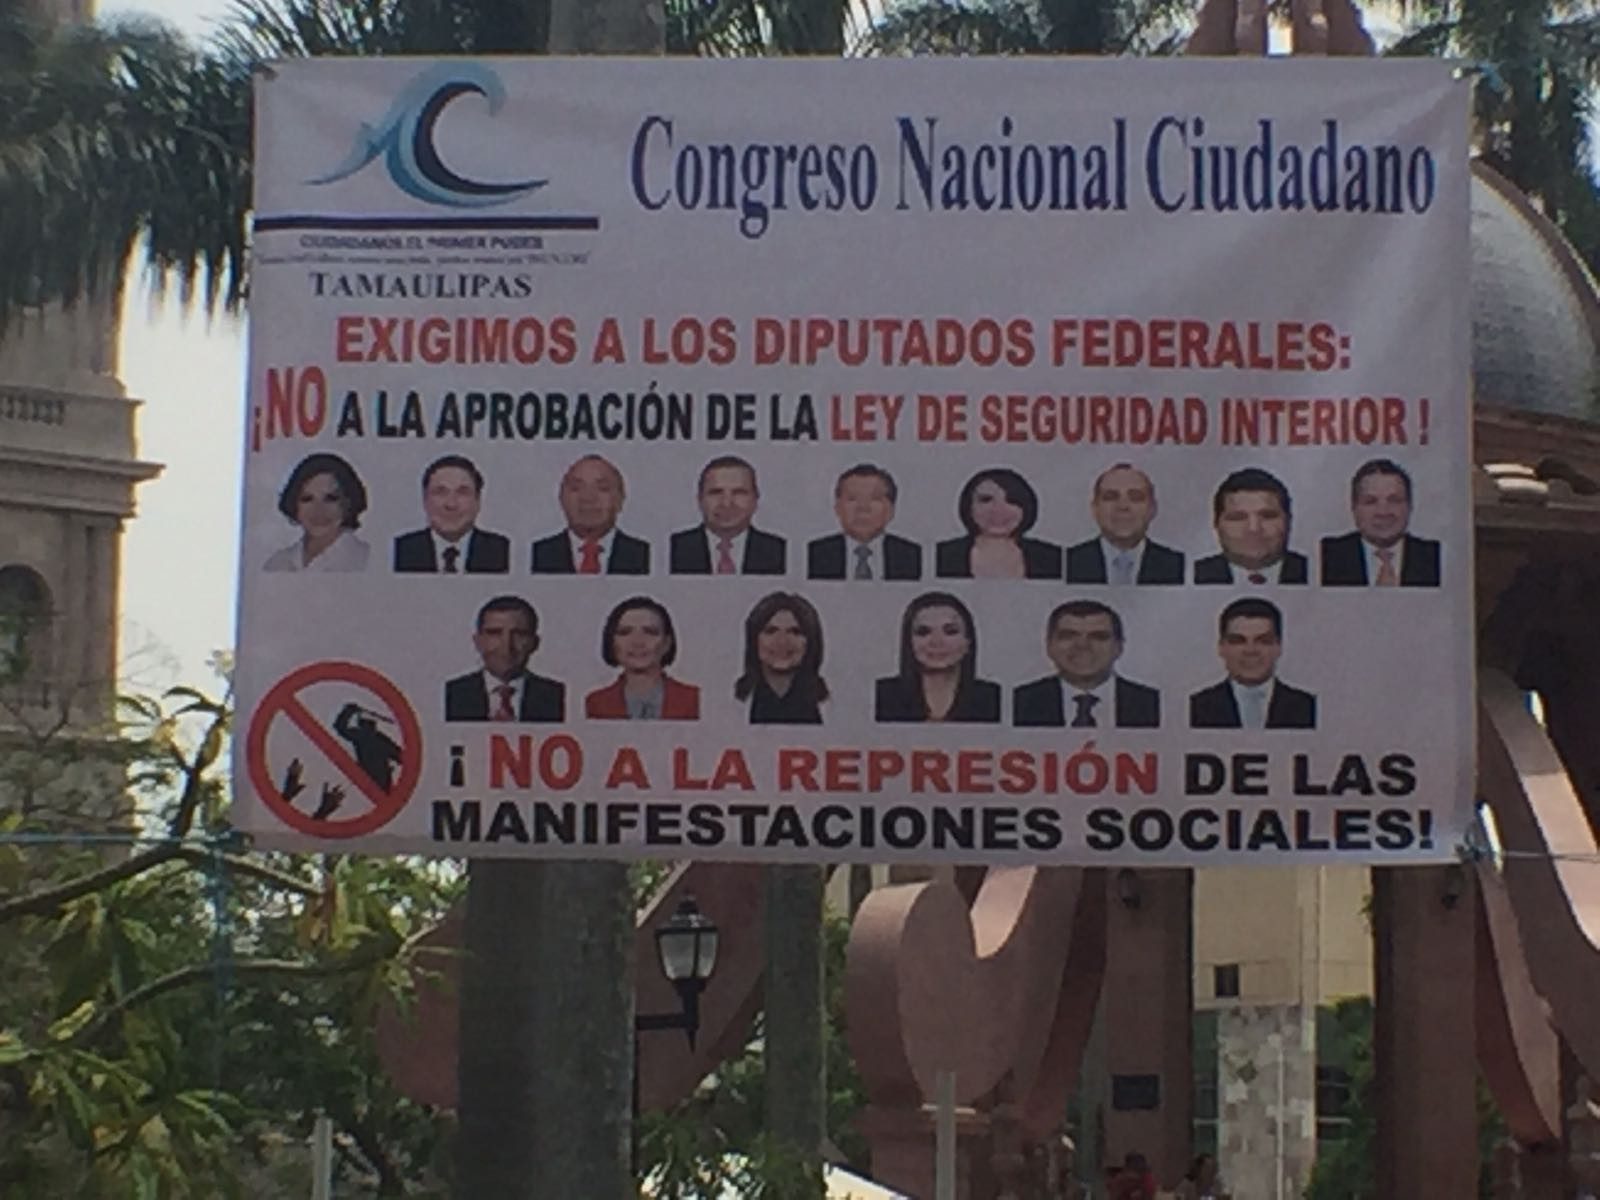 Congreso Nacional Ciudadano
CIUDADANOS EL PRIMER PODER
TAMAULIPAS
EXIGIMOS A LOS DIPUTADOS FEDERALES:
¡NO A LA APROBACIÓN DE LA LEY DE SEGURIDAD INTERIOR !
¡ NO A LA REPRESIÓN DE LAS
MANIFESTACIONES SOCIALES!